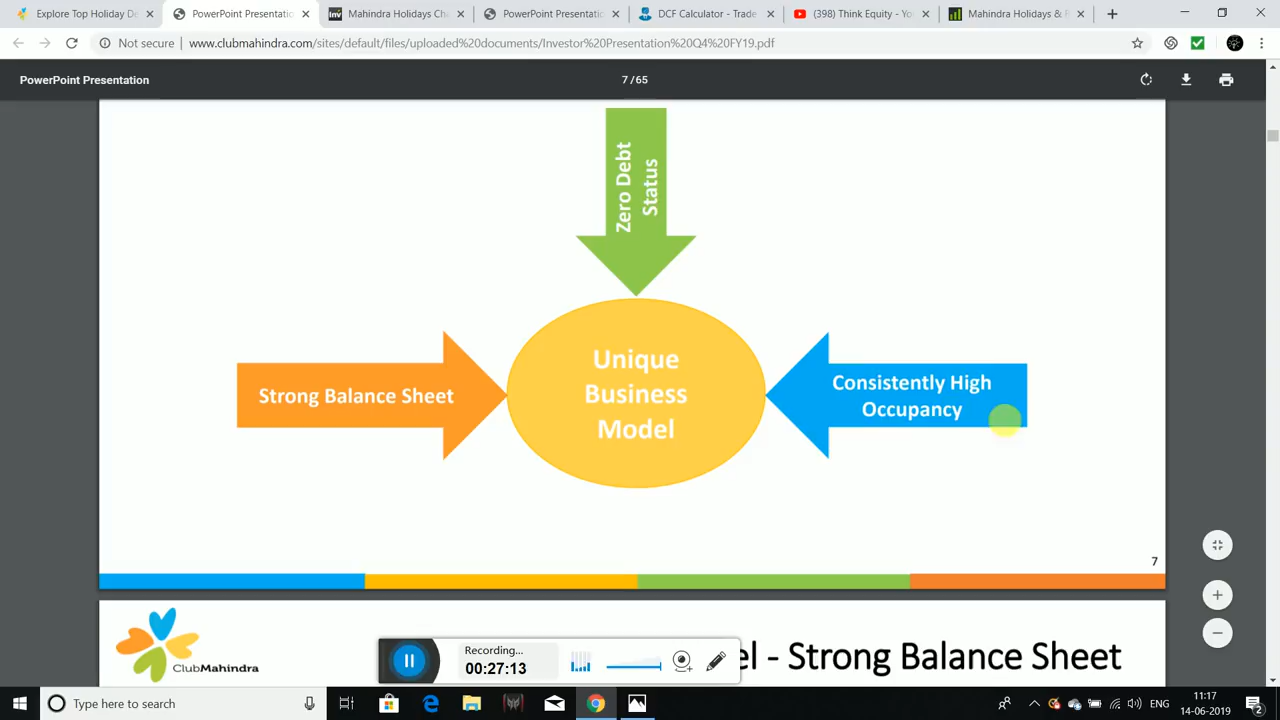 Explore Top Holiday De
PowerPoint Presentatio
Mahindra Holidays Cha
PowerPoint Presentatio
DCF Calculator - Trade
(398) Think Equity - Yo
Mahindra Holidays & R
Not secure
www.clubmahindra.com/sites/default/files/uploaded%20documents/Investor%20Presentation%20Q4%20FY19.pdf
PowerPoint Presentation
7 / 65
Zero Debt
Status
Strong Balance Sheet
Unique
Business
Model
Consistently High
Occupancy
7
ClubMahindra
el - Strong Balance Sheet
Recording...
00:27:13
Type here to search
ENG
11:17
14-06-2019
2